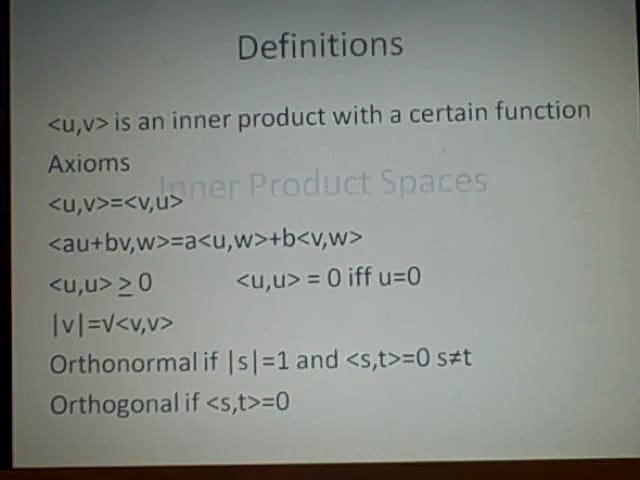 Definitions
<u,v> is an inner product with a certain function
Axioms
Inner Product Spaces
<u,v>=<v,u>
<au+bv,w>=a<u,w>+b<v,w>
<u,u> ≥ 0 <u,u> = 0 iff u=0
|v|=√<v,v>
Orthonormal if |s|=1 and <s,t>=0 s≠t
Orthogonal if <s,t>=0